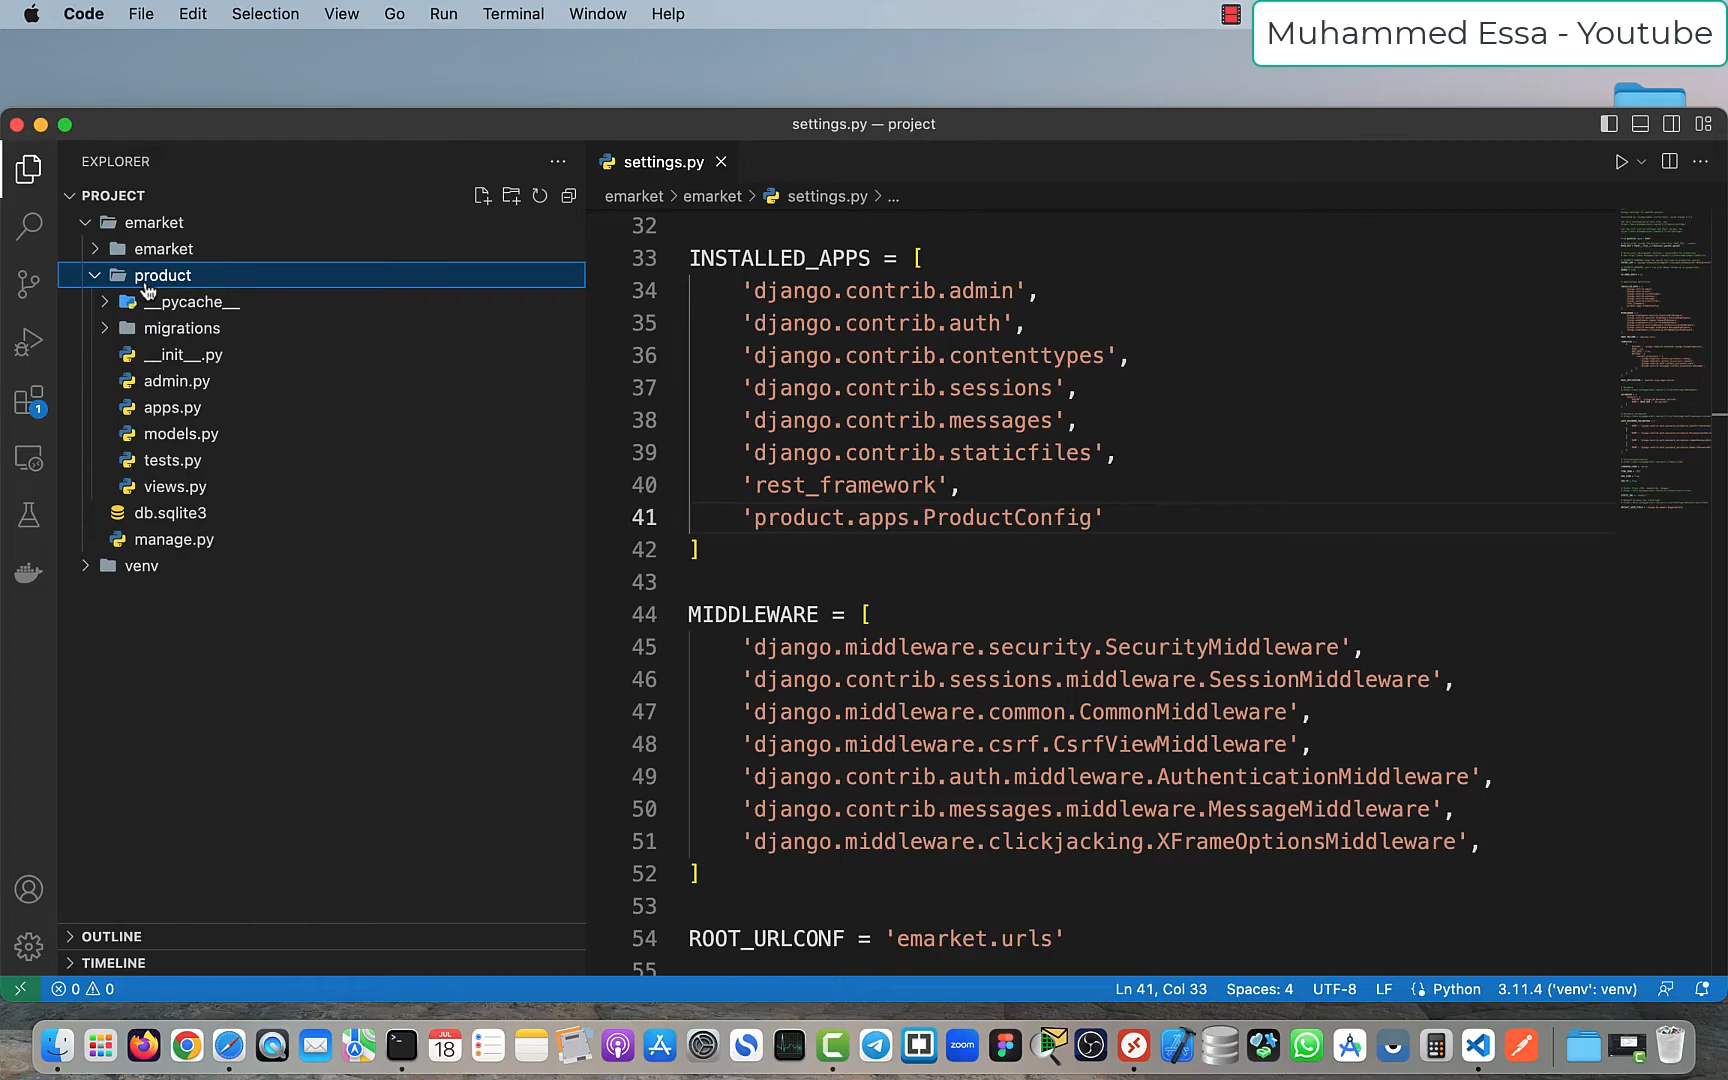 Code File Edit Selection View Go Run Terminal Window Help
Muhammed Essa - Youtube
settings.py — project
EXPLORER
PROJECT
emarket
emarket
product
__pycache__
migrations
__init__.py
admin.py
apps.py
models.py
tests.py
views.py
db.sqlite3
manage.py
venv
OUTLINE
TIMELINE
1
settings.py
emarket > emarket > settings.py > ...
32
33 INSTALLED_APPS = [
34 'django.contrib.admin',
35 'django.contrib.auth',
36 'django.contrib.contenttypes',
37 'django.contrib.sessions',
38 'django.contrib.messages',
39 'django.contrib.staticfiles',
40 'rest_framework',
41 'product.apps.ProductConfig'
42 ]
43
44 MIDDLEWARE = [
45 'django.middleware.security.SecurityMiddleware',
46 'django.contrib.sessions.middleware.SessionMiddleware',
47 'django.middleware.common.CommonMiddleware',
48 'django.middleware.csrf.CsrfViewMiddleware',
49 'django.contrib.auth.middleware.AuthenticationMiddleware',
50 'django.contrib.messages.middleware.MessageMiddleware',
51 'django.middleware.clickjacking.XFrameOptionsMiddleware',
52 ]
53
54 ROOT_URLCONF = 'emarket.urls'
55
0 0 Ln 41, Col 33 Spaces: 4 UTF-8 LF Python 3.11.4 ('venv': venv)
JUL
18
zoom